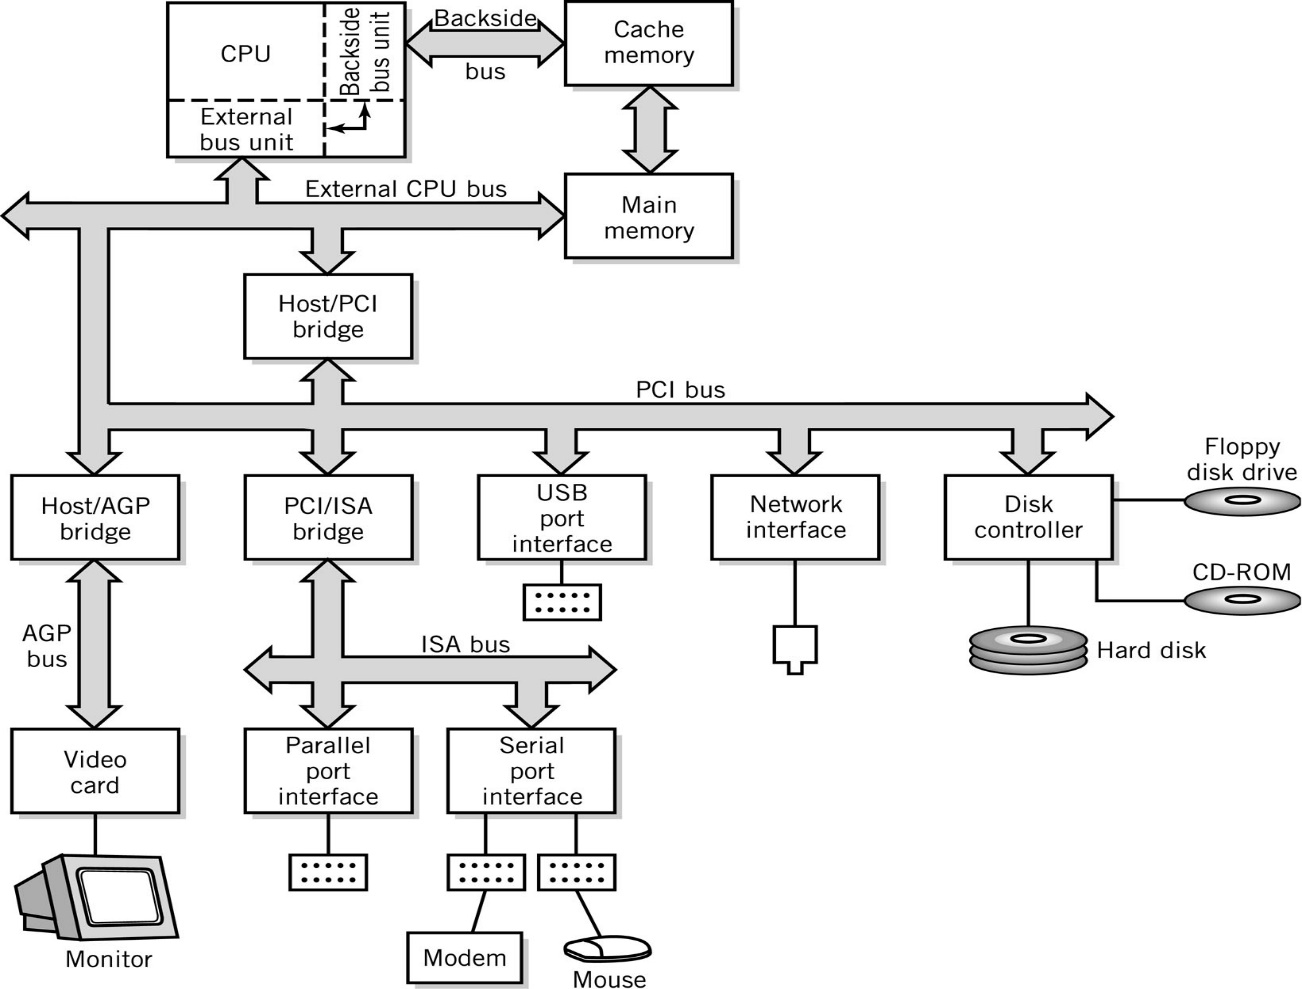 CPU
Backside
bus unit
External
bus unit
Backside
bus
Cache
memory
External CPU bus
Main
memory
Host/PCI
bridge
PCI bus
Host/AGP
bridge
PCI/ISA
bridge
USB
port
interface
Network
interface
Disk
controller
Floppy
disk drive
CD-ROM
Hard disk
AGP
bus
ISA bus
Video
card
Parallel
port
interface
Serial
port
interface
Monitor
Modem
Mouse